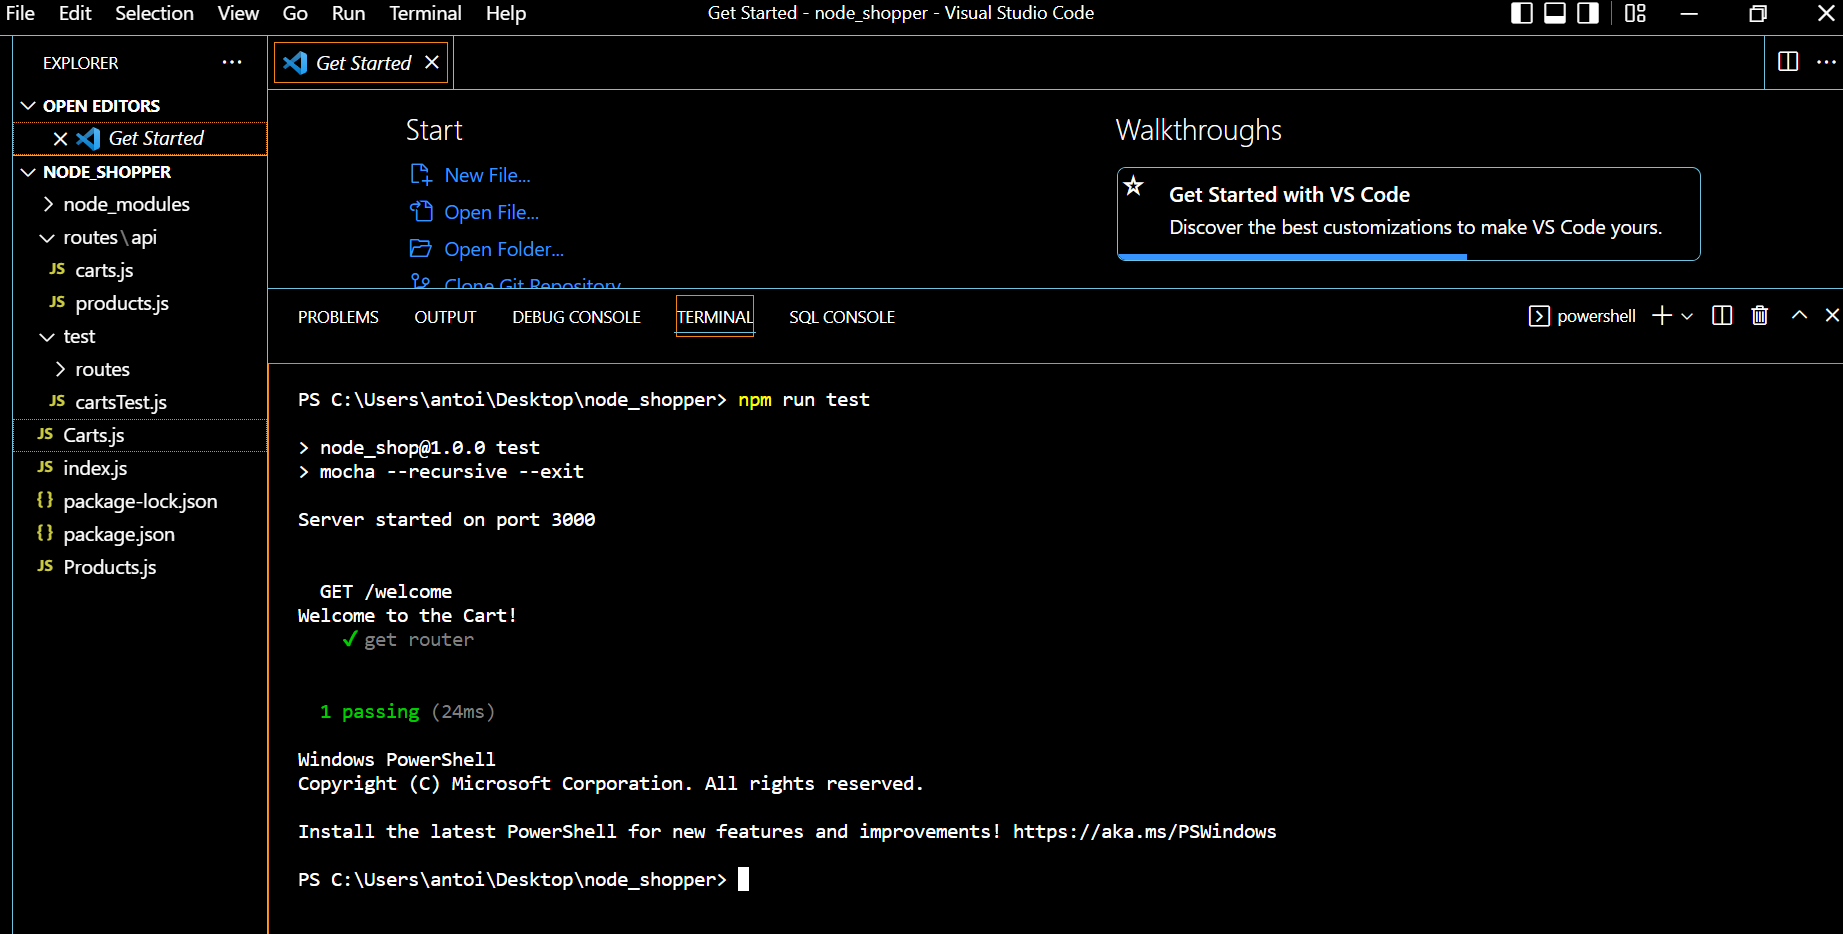 File Edit Selection View Go Run Terminal Help
Get Started - node_shopper - Visual Studio Code
EXPLORER
OPEN EDITORS
Get Started
NODE_SHOPPER
node_modules
routes\api
JS carts.js
JS products.js
test
routes
JS cartsTest.js
JS Carts.js
JS index.js
{} package-lock.json
{} package.json
JS Products.js
Get Started
Start
New File...
Open File...
Open Folder...
Clone Git Repository
Walkthroughs
Get Started with VS Code
Discover the best customizations to make VS Code yours.
PROBLEMS OUTPUT DEBUG CONSOLE TERMINAL SQL CONSOLE
powershell
PS C:\Users\antoi\Desktop\node_shopper> npm run test
> node_shop@1.0.0 test
> mocha --recursive --exit
Server started on port 3000
GET /welcome
Welcome to the Cart!
✓ get router
1 passing (24ms)
Windows PowerShell
Copyright (C) Microsoft Corporation. All rights reserved.
Install the latest PowerShell for new features and improvements! https://aka.ms/PSWindows
PS C:\Users\antoi\Desktop\node_shopper>